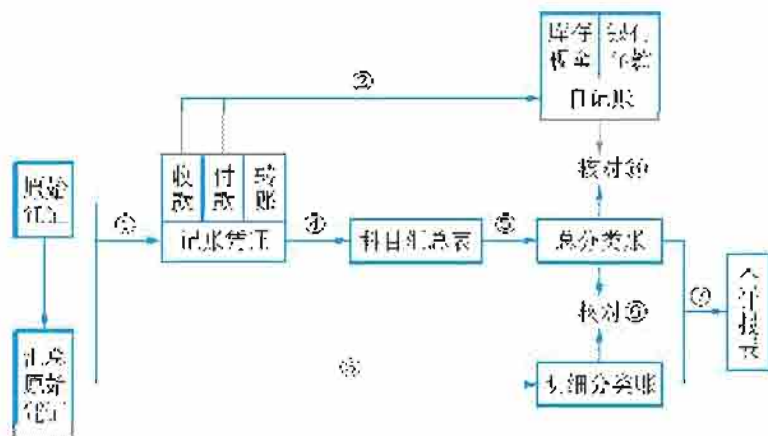 库存
现金
银行
存款
日记账
②
核对⑥
收款
付款
转账
原始
凭证
①
记账凭证
④
科目汇总表
⑤
总分类账
⑦
核对⑥
会计报表
汇总
原始
凭证
③
明细分类账